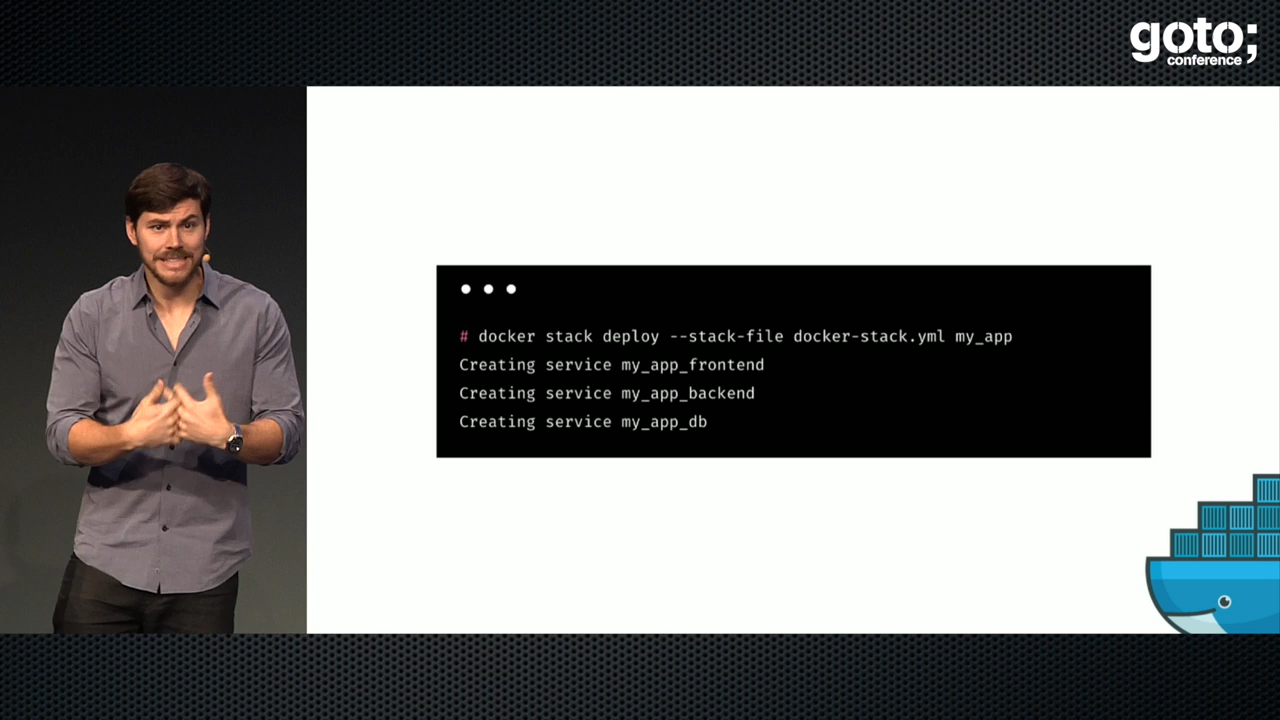 goto;
conference
# docker stack deploy --stack-file docker-stack.yml my_app
Creating service my_app_frontend
Creating service my_app_backend
Creating service my_app_db